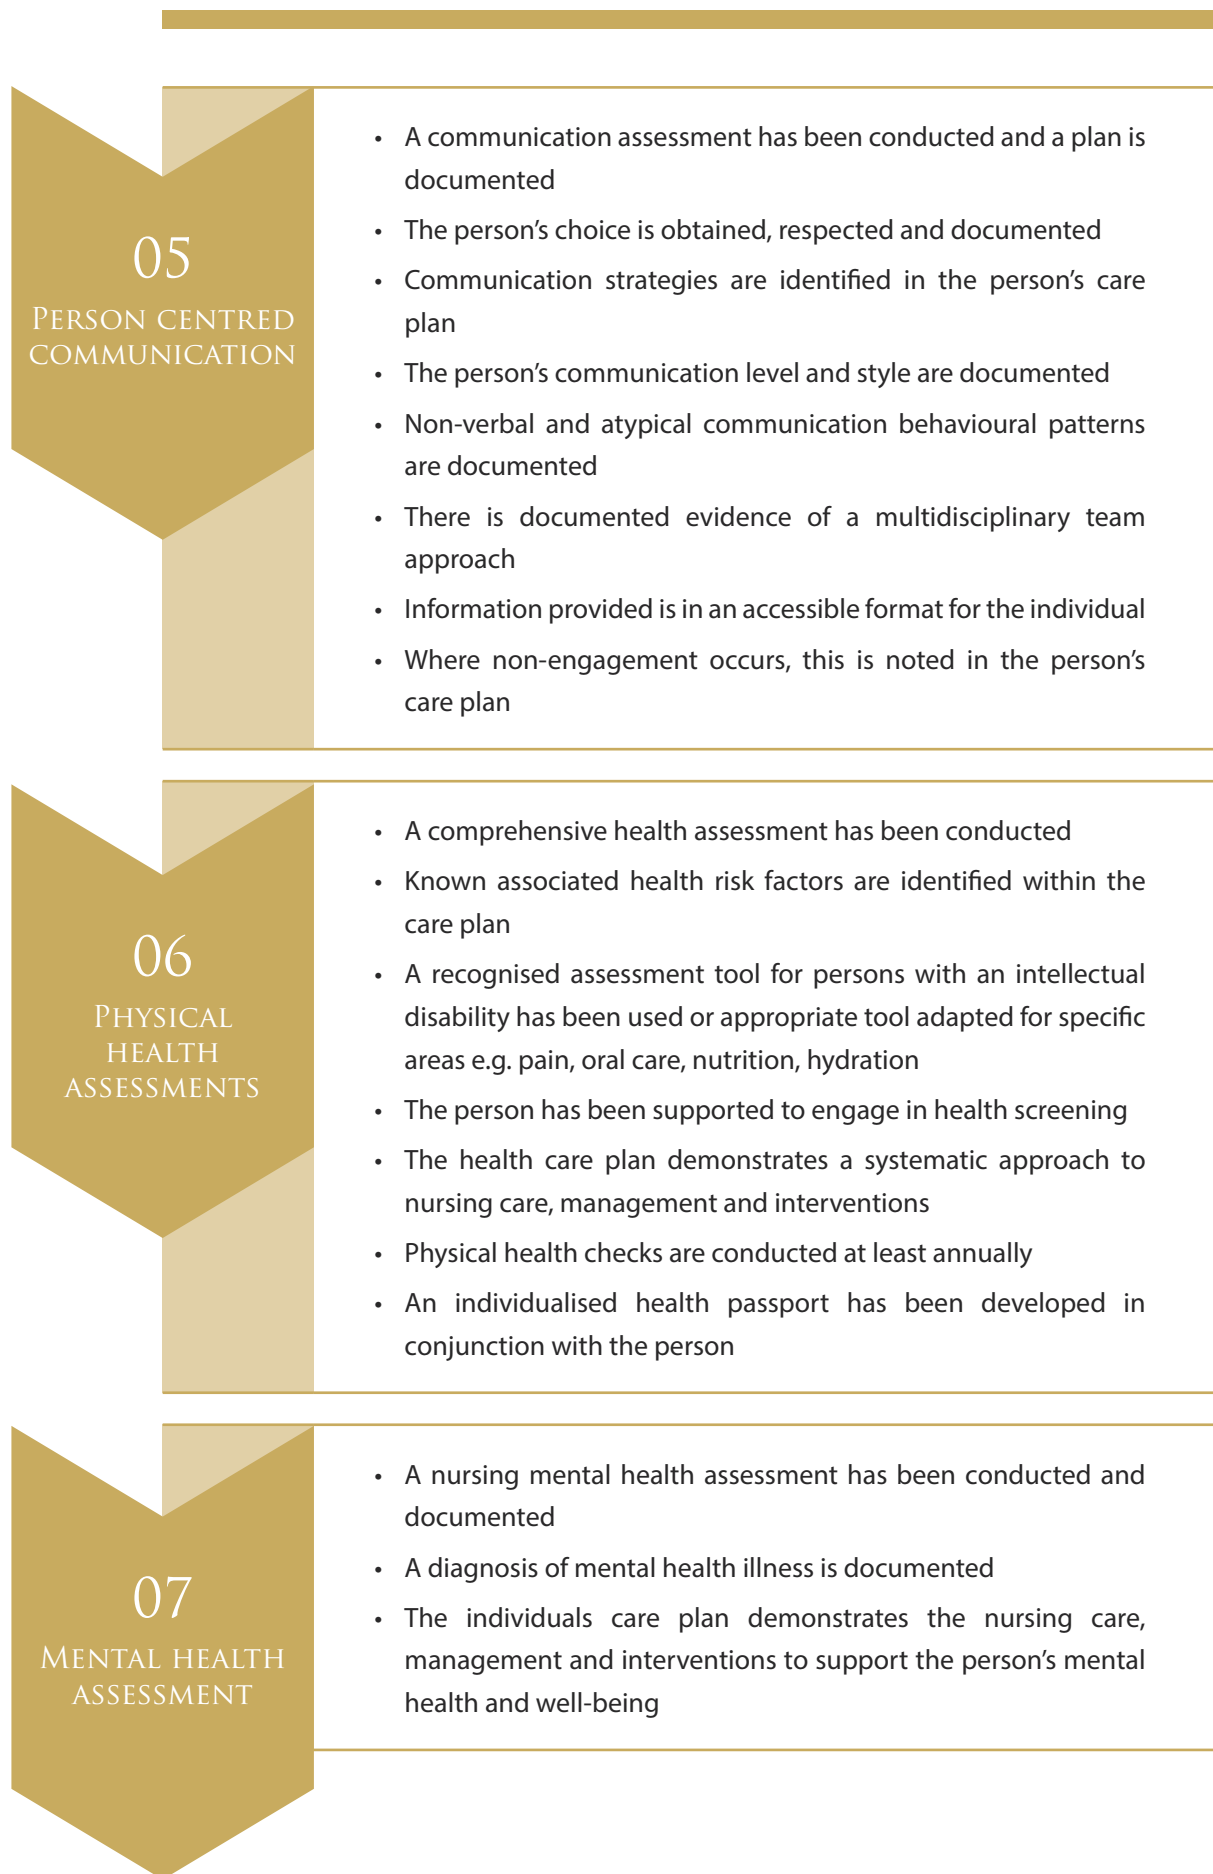 05
Person centred
communication
• A communication assessment has been conducted and a plan is
documented
• The person’s choice is obtained, respected and documented
• Communication strategies are identified in the person’s care
plan
• The person’s communication level and style are documented
• Non-verbal and atypical communication behavioural patterns
are documented
• There is documented evidence of a multidisciplinary team
approach
• Information provided is in an accessible format for the individual
• Where non-engagement occurs, this is noted in the person’s
care plan
06
Physical
health
assessments
• A comprehensive health assessment has been conducted
• Known associated health risk factors are identified within the
care plan
• A recognised assessment tool for persons with an intellectual
disability has been used or appropriate tool adapted for specific
areas e.g. pain, oral care, nutrition, hydration
• The person has been supported to engage in health screening
• The health care plan demonstrates a systematic approach to
nursing care, management and interventions
• Physical health checks are conducted at least annually
• An individualised health passport has been developed in
conjunction with the person
07
Mental health
assessment
• A nursing mental health assessment has been conducted and
documented
• A diagnosis of mental health illness is documented
• The individuals care plan demonstrates the nursing care,
management and interventions to support the person’s mental
health and well-being